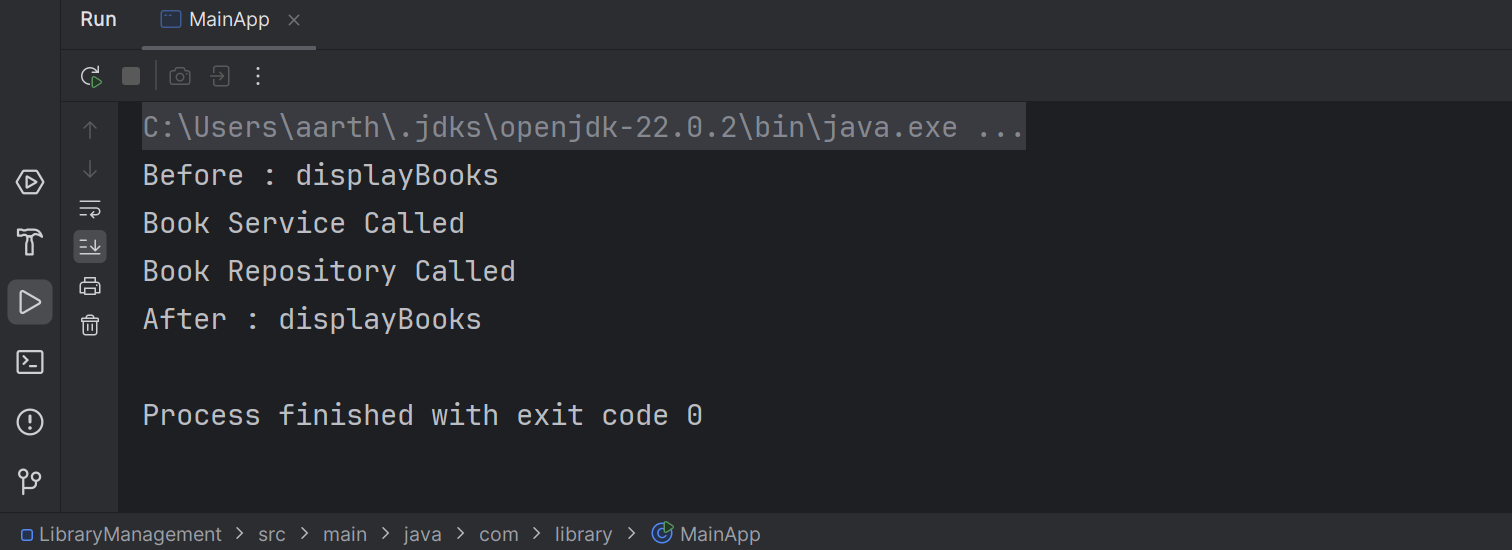 Run MainApp
C:\Users\aarth\.jdks\openjdk-22.0.2\bin\java.exe ...
Before : displayBooks
Book Service Called
Book Repository Called
After : displayBooks
Process finished with exit code 0
LibraryManagement > src > main > java > com > library > MainApp